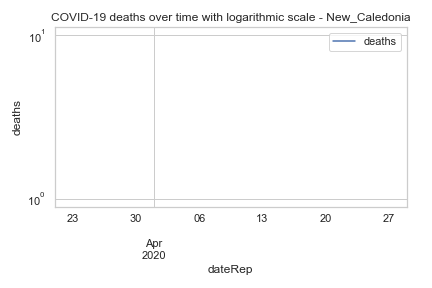 COVID-19 deaths over time with logarithmic scale - New_Caledonia
10¹
deaths
deaths
10⁰
23 30 06 13 20 27
Apr
2020
dateRep